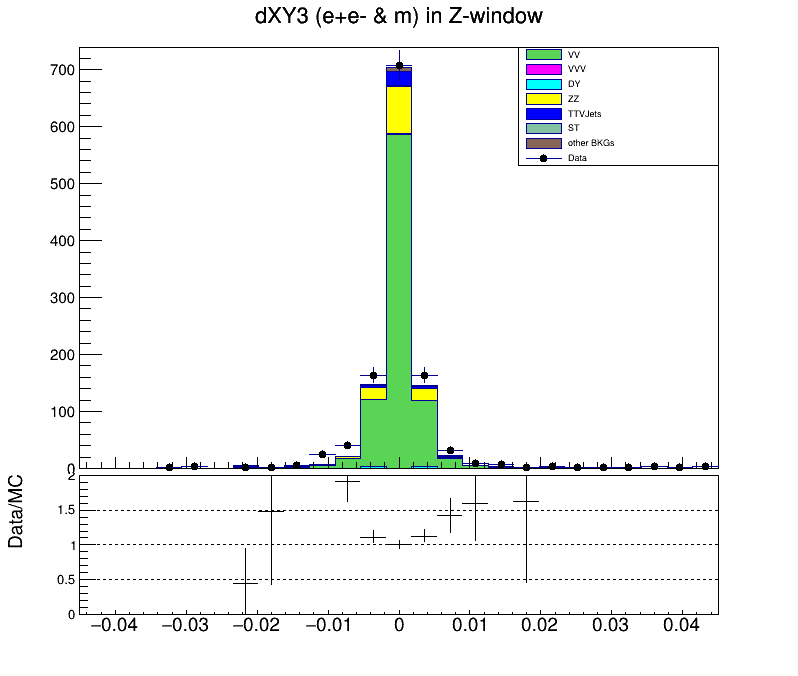 dXY3 (e+e- & m) in Z-window
700
600
500
400
300
200
100
0
VV
VVV
DY
ZZ
TTVJets
ST
other BKGs
Data
Data/MC
2
1.5
1
0.5
0
−0.04 −0.03 −0.02 −0.01 0 0.01 0.02 0.03 0.04